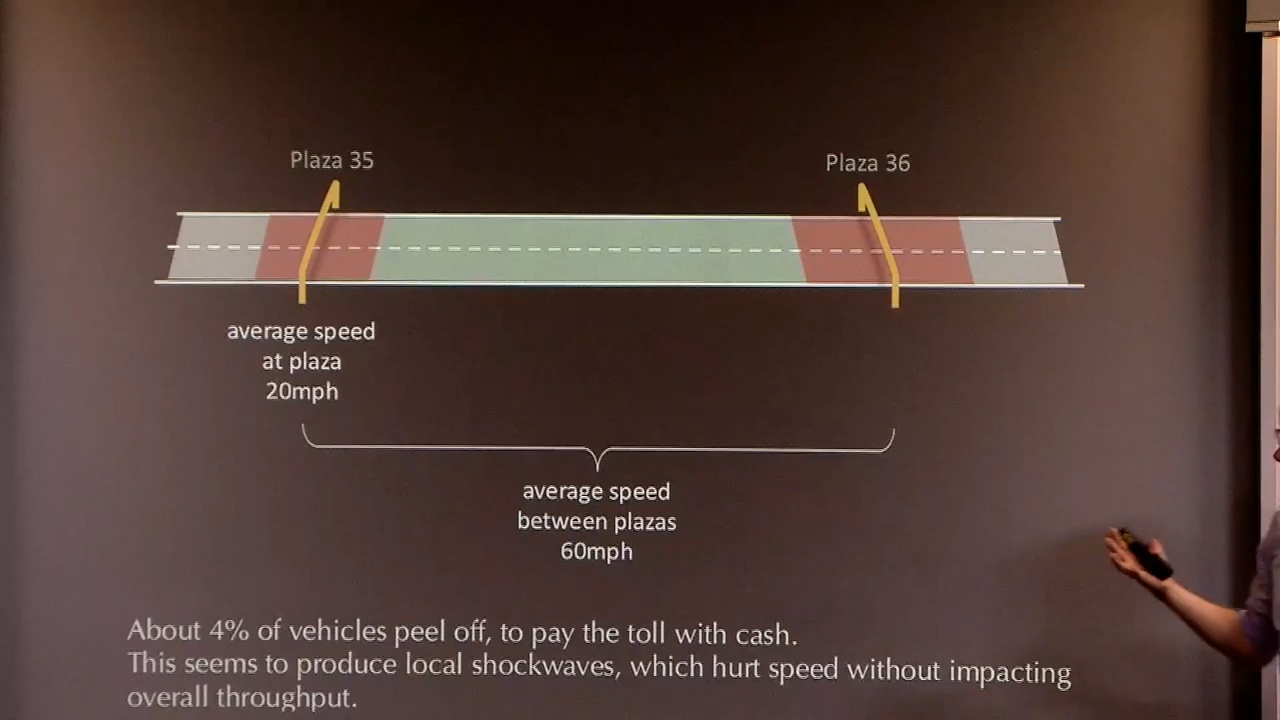 Plaza 35
Plaza 36
average speed
at plaza
20mph
average speed
between plazas
60mph
About 4% of vehicles peel off, to pay the toll with cash.
This seems to produce local shockwaves, which hurt speed without impacting
overall throughput.